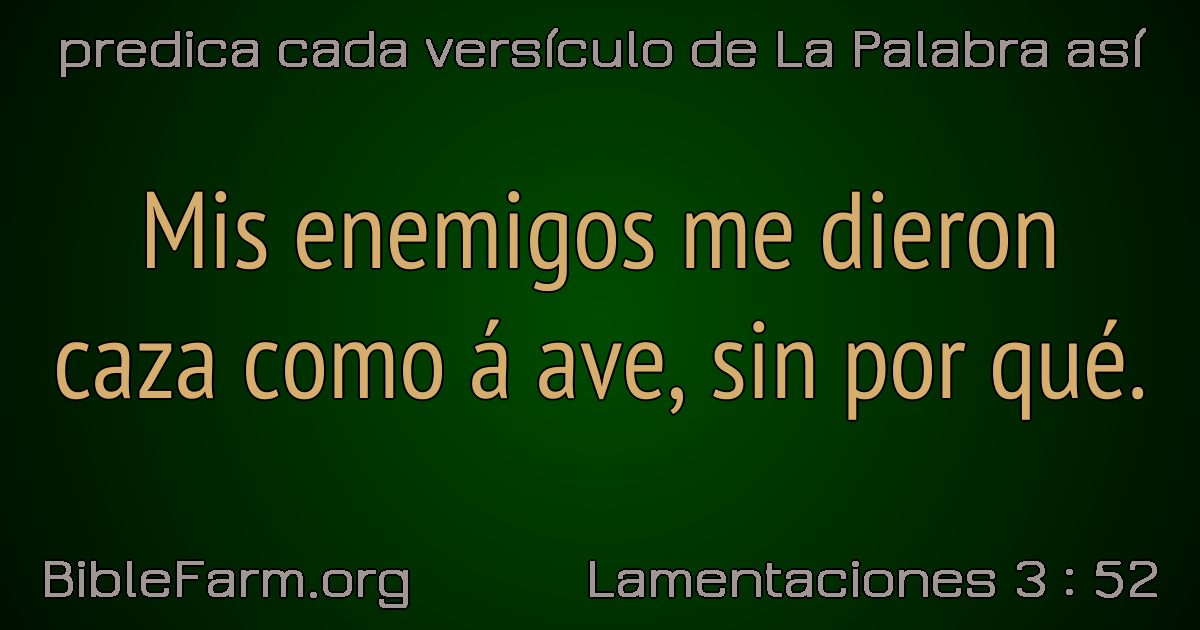 predica cada versículo de La Palabra así
Mis enemigos me dieron
caza como á ave, sin por qué.
BibleFarm.org
Lamentaciones 3 : 52